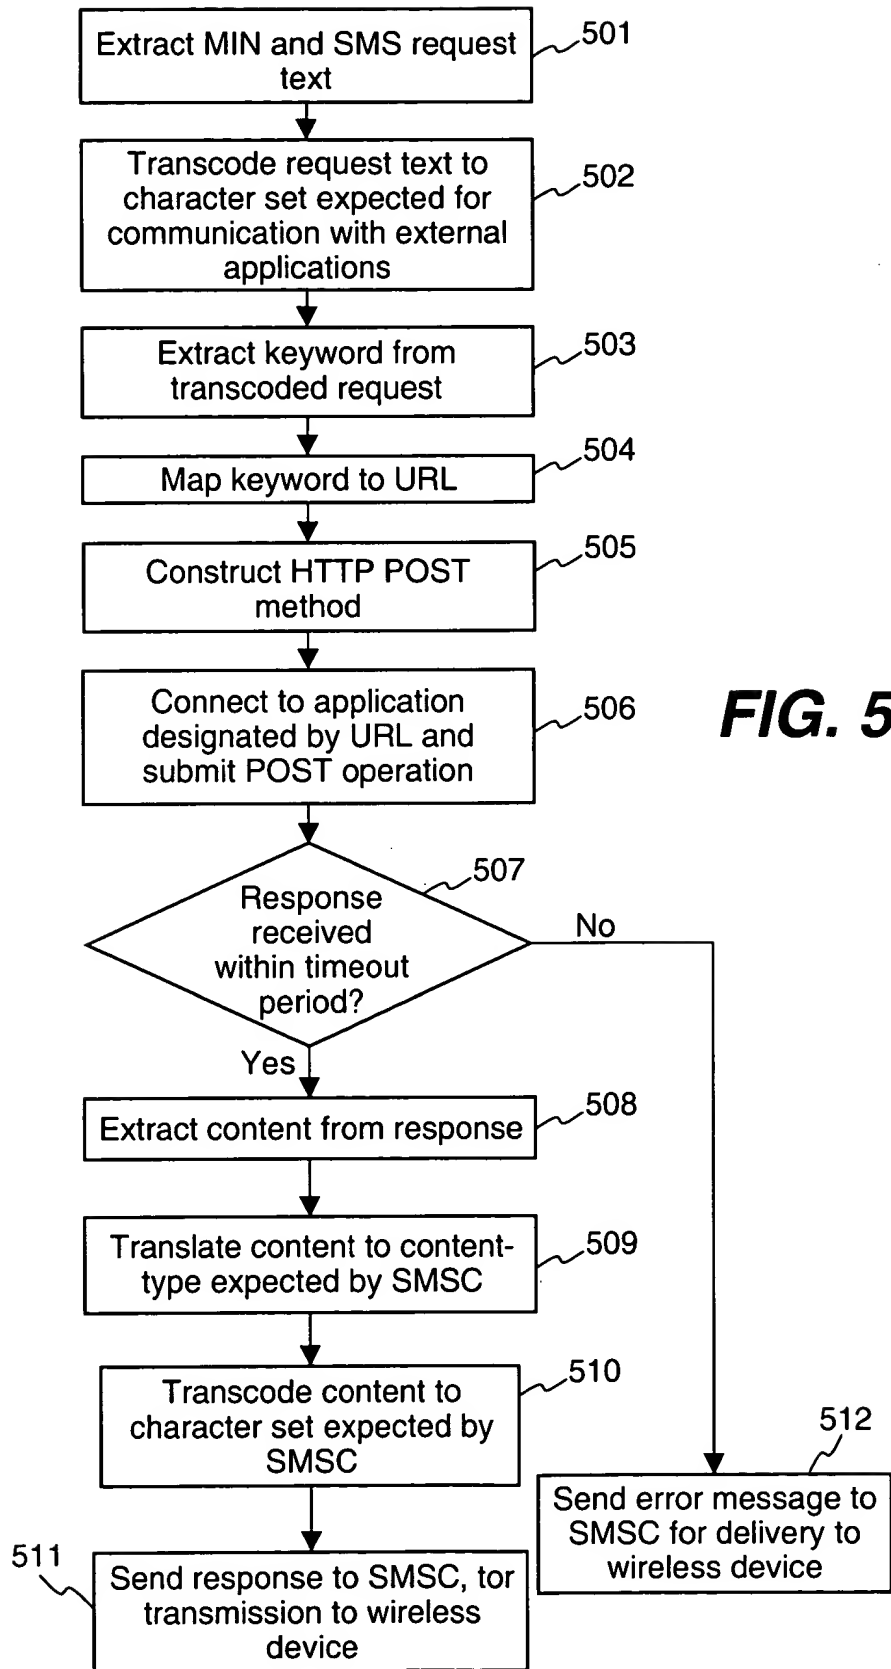 Extract MIN and SMS request
text
501
Transcode request text to
character set expected for
communication with external
applications
502
Extract keyword from
transcoded request
503
Map keyword to URL
504
Construct HTTP POST
method
505
Connect to application
designated by URL and
submit POST operation
506
FIG. 5
Response
received
within timeout
period?
507
No
Yes
Extract content from response
508
Translate content to content-
type expected by SMSC
509
Transcode content to
character set expected by
SMSC
510
Send error message to
SMSC for delivery to
wireless device
512
511
Send response to SMSC, tor
transmission to wireless
device